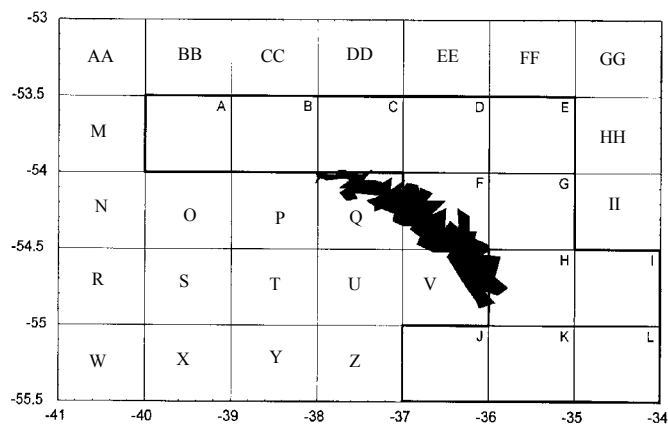 -53
AA BB CC DD EE FF GG
-53.5
M A B C D E HH
-54
N O P Q F G II
-54.5
R S T U V H I
-55
W X Y Z J K L
-55.5
-41 -40 -39 -38 -37 -36 -35 -34